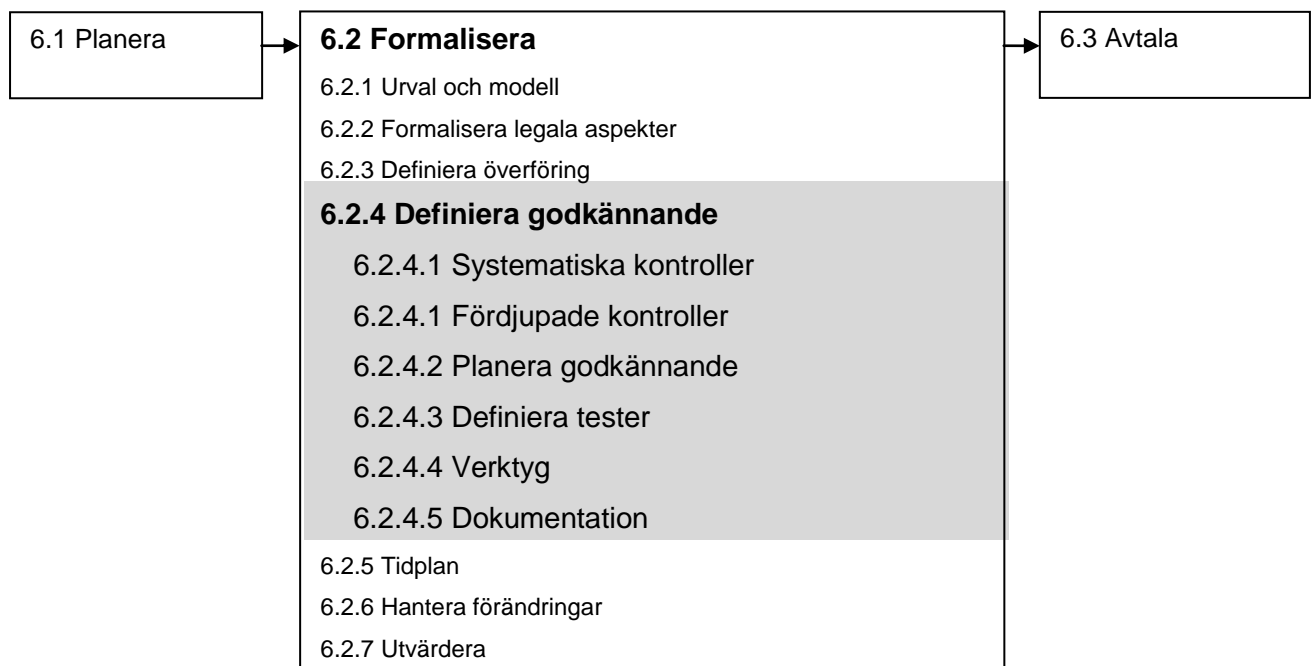 6.1 Planera
6.2 Formalisera
6.2.1 Urval och modell
6.2.2 Formalisera legala aspekter
6.2.3 Definiera överföring
6.2.4 Definiera godkännande
6.2.4.1 Systematiska kontroller
6.2.4.1 Fördjupade kontroller
6.2.4.2 Planera godkännande
6.2.4.3 Definiera tester
6.2.4.4 Verktyg
6.2.4.5 Dokumentation
6.2.5 Tidplan
6.2.6 Hantera förändringar
6.2.7 Utvärdera
6.3 Avtala